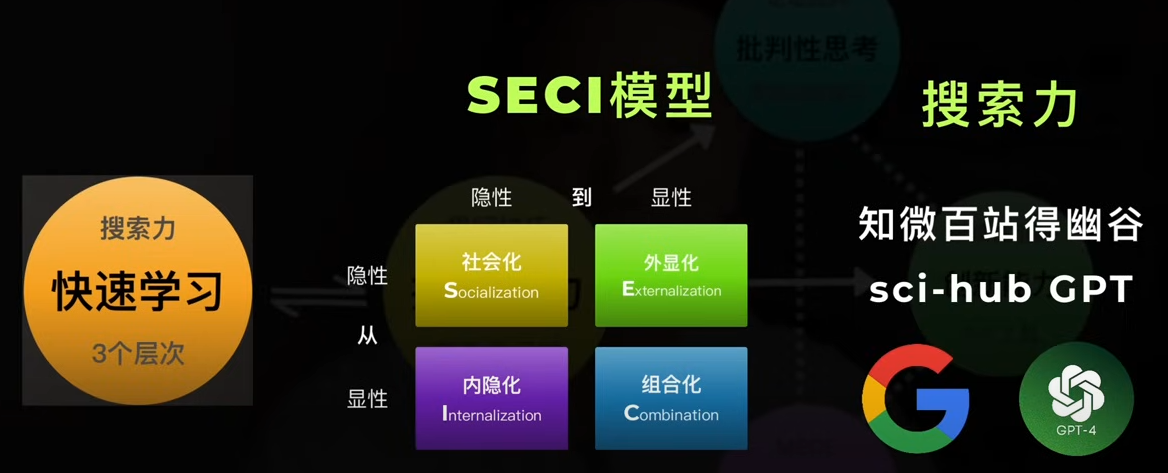 批判性思考
SECI模型
搜索力
隐性 到 显性
搜索力
快速学习
3个层次
隐性
从
显性
社会化
Socialization
外显化
Externalization
内隐化
Internalization
组合化
Combination
知微百站得幽谷
sci-hub GPT
GPT-4